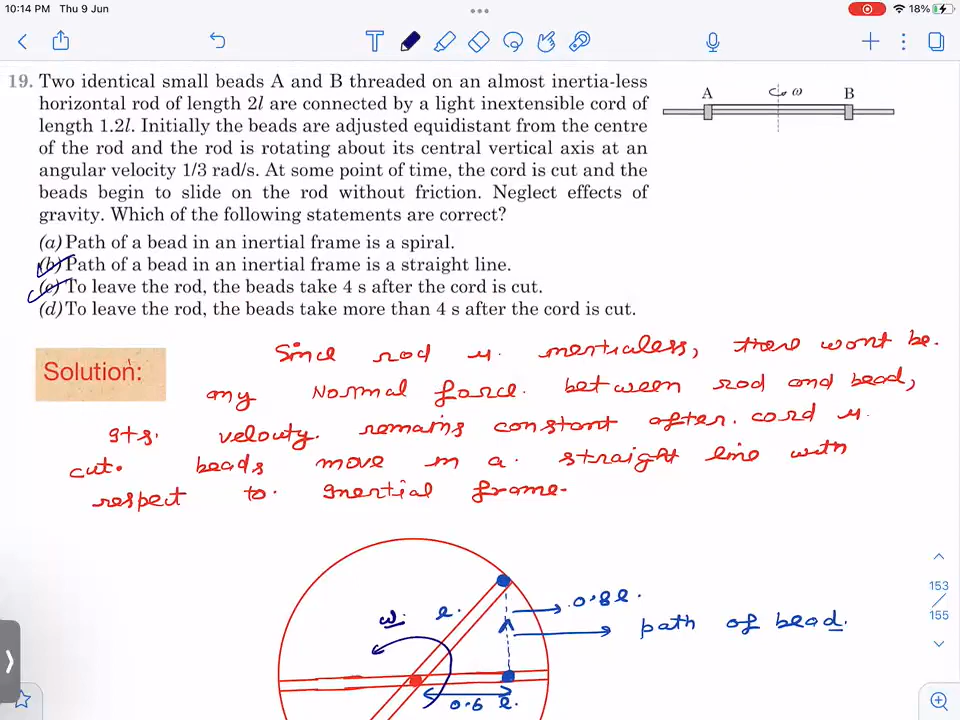 10:14 PM Thu 9 Jun
18%
19. Two identical small beads A and B threaded on an almost inertia-less
horizontal rod of length 2l are connected by a light inextensible cord of
length 1.2l. Initially the beads are adjusted equidistant from the centre
of the rod and the rod is rotating about its central vertical axis at an
angular velocity 1/3 rad/s. At some point of time, the cord is cut and the
beads begin to slide on the rod without friction. Neglect effects of
gravity. Which of the following statements are correct?
A ω B
(a) Path of a bead in an inertial frame is a spiral.
(b) Path of a bead in an inertial frame is a straight line.
(c) To leave the rod, the beads take 4 s after the cord is cut.
(d) To leave the rod, the beads take more than 4 s after the cord is cut.
Solution:
Since rod is inertialess, there wont be.
any Normal force. between rod and bead,
Its. velouty. remains constant after. cord is.
cut. beads move in a. straight line with
respect to. Inertial frame.
ω. l. 0.8l.
path of bead.
0.6 l.
153
155